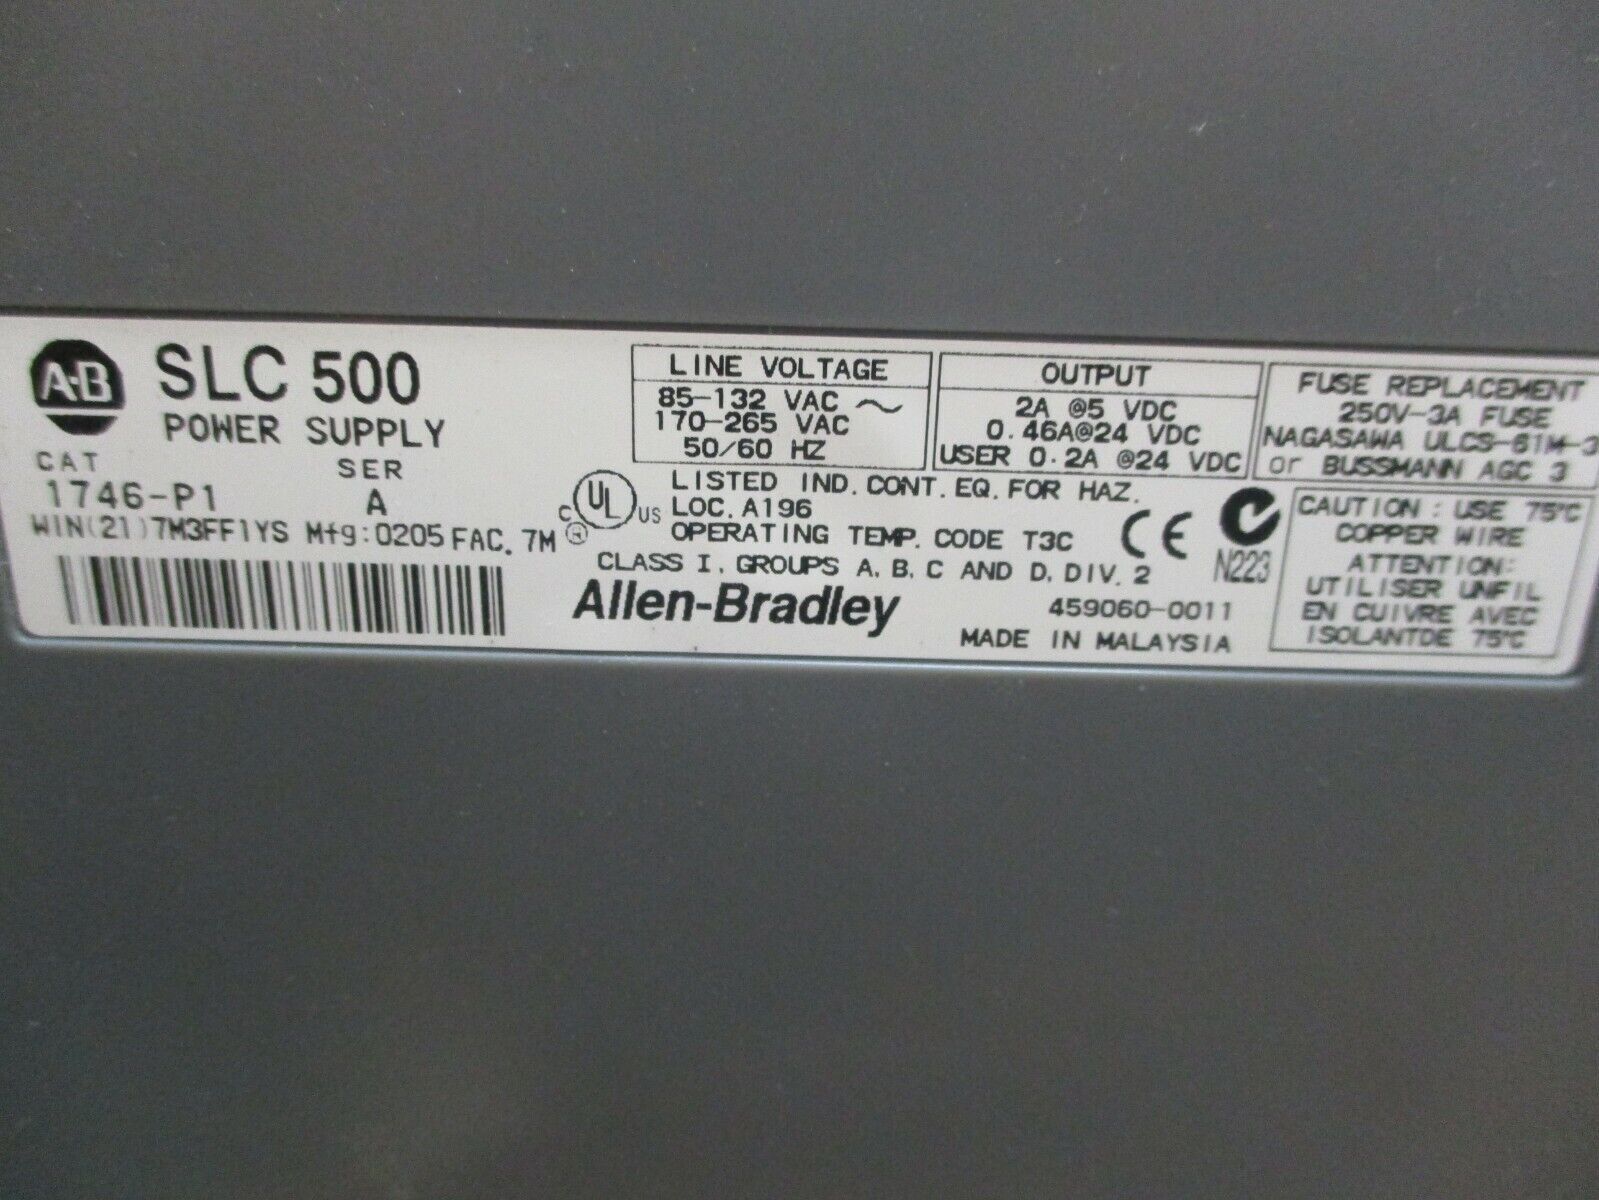 A-B SLC 500
POWER SUPPLY
CAT SER
1746-P1 A
WIN(21)7M3FF1YS Mfg:0205 FAC. 7M
LINE VOLTAGE
85-132 VAC ~
170-265 VAC
50/60 HZ
OUTPUT
2A @5 VDC
0.46A@24 VDC
USER 0.2A @24 VDC
FUSE REPLACEMENT
250V-3A FUSE
NAGASAWA ULCS-61M-3
or BUSSMANN AGC 3
C UL US ®
LISTED IND. CONT. EQ. FOR HAZ.
LOC. A196
OPERATING TEMP. CODE T3C
CLASS I, GROUPS A, B, C AND D, DIV. 2
CE
N223
Allen-Bradley
459060-0011
MADE IN MALAYSIA
CAUTION : USE 75°C
COPPER WIRE
ATTENTION:
UTILISER UNFIL
EN CUIVRE AVEC
ISOLANTDE 75°C